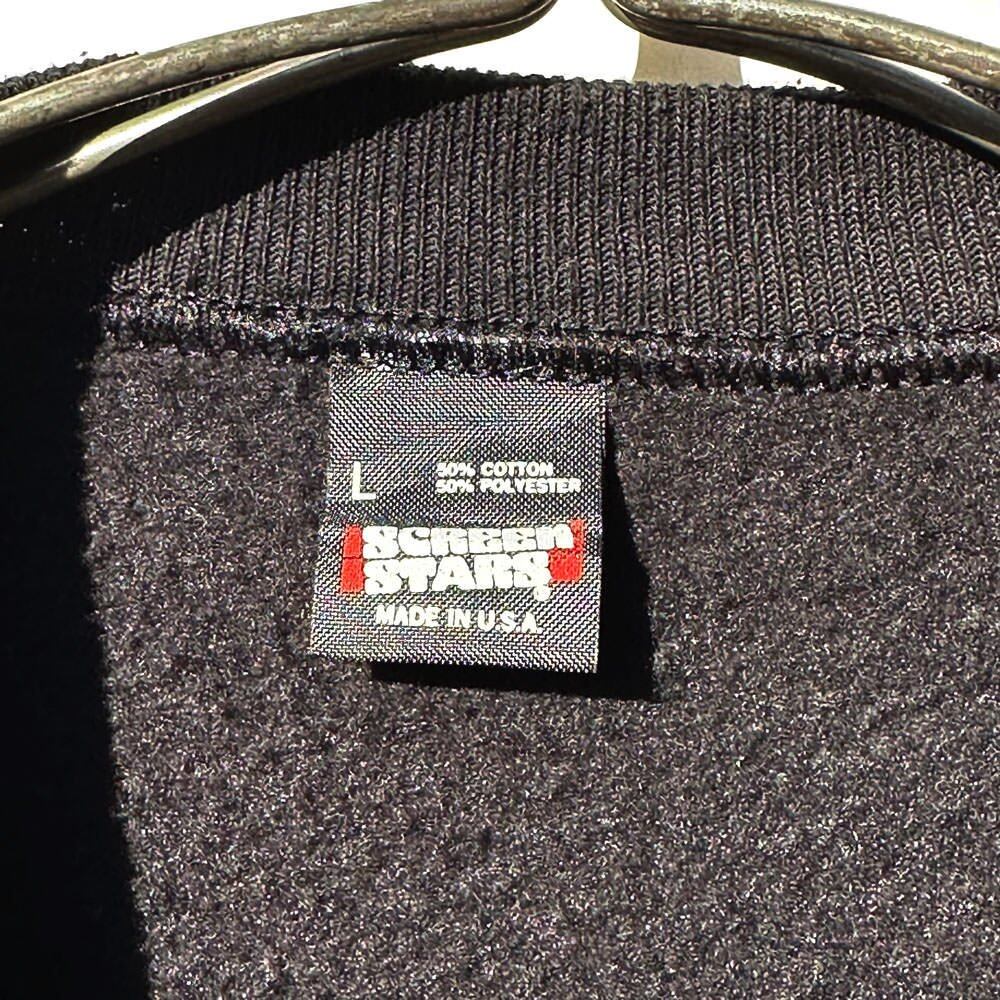 L
50% COTTON
50% POLYESTER
SCREEN
STARS®
MADE IN U.S.A